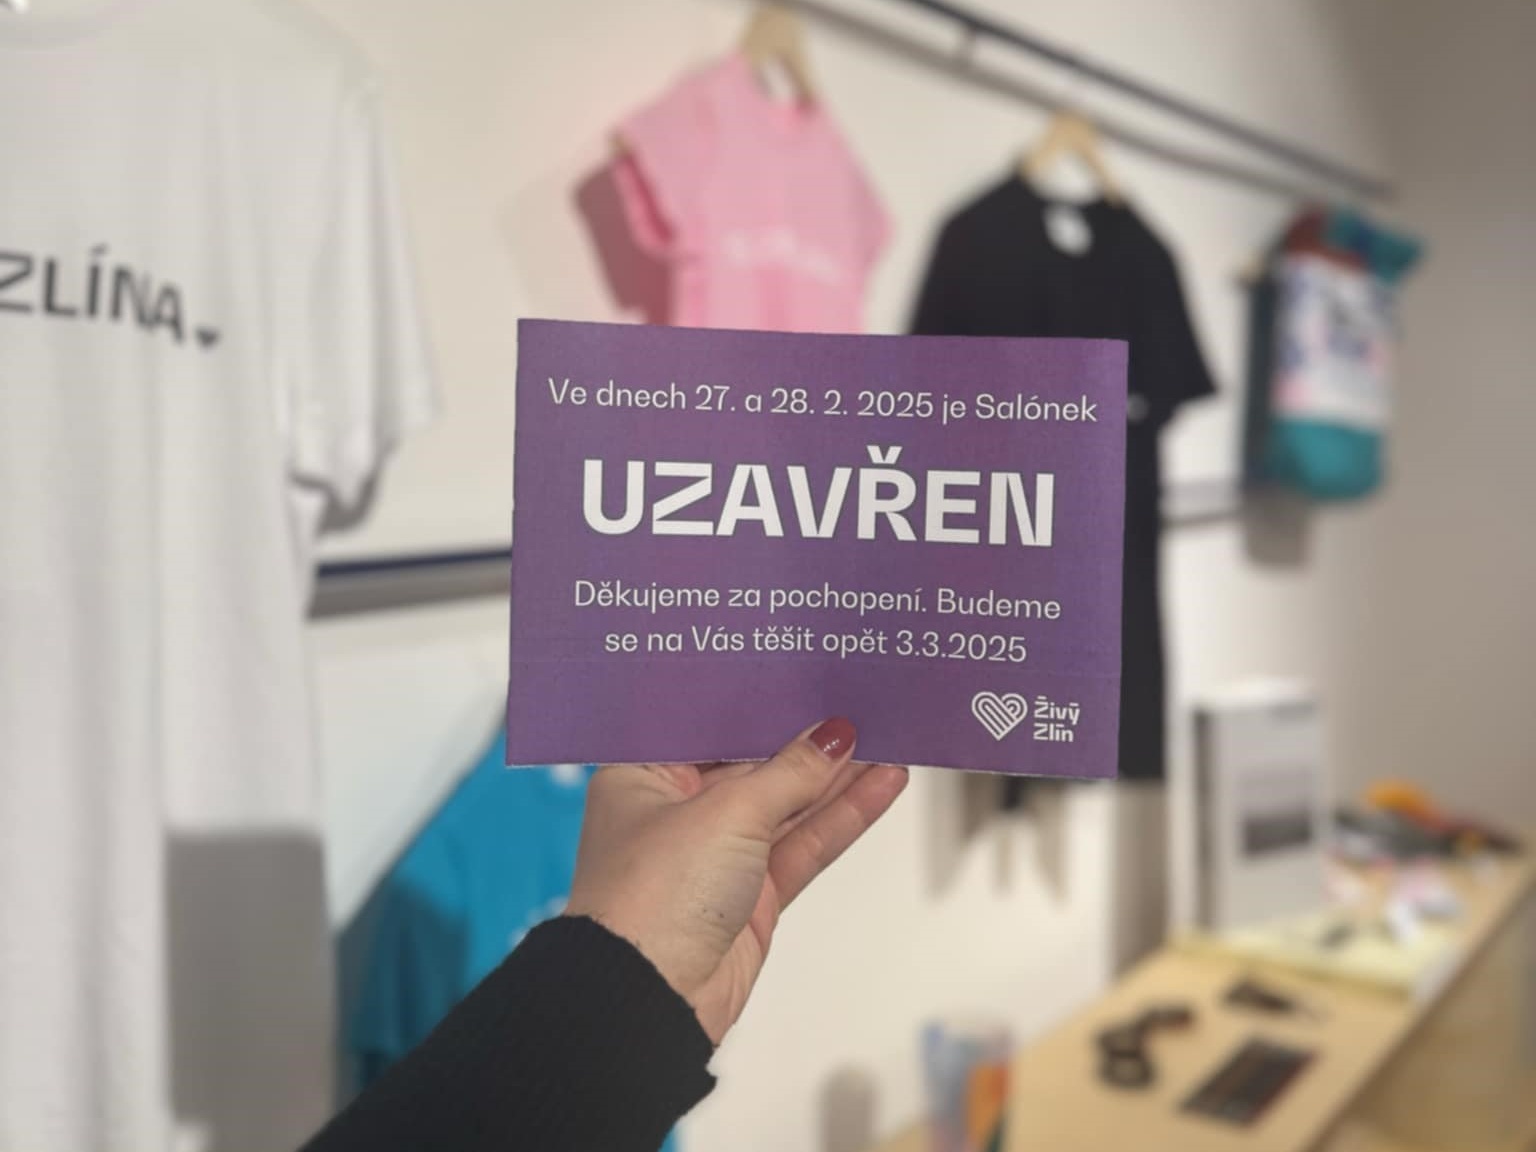 ZLÍNA.
Ve dnech 27. a 28. 2. 2025 je Salónek
UZAVŘEN
Děkujeme za pochopení. Budeme
se na Vás těšit opět 3.3.2025
Živý
Zlín